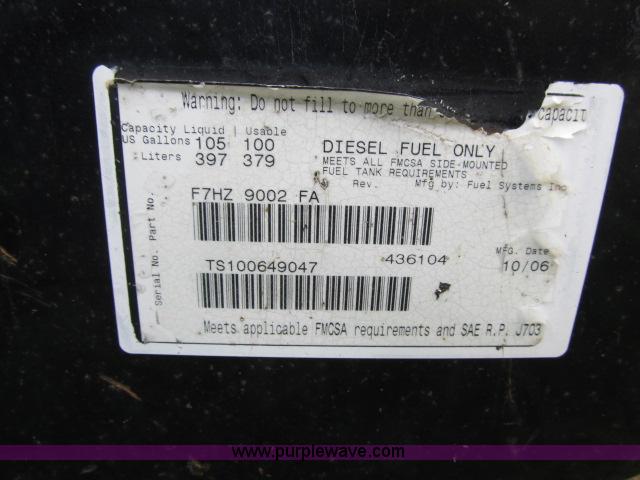 Warning: Do not fill to more than capacit
Capacity Liquid | Usable
US Gallons 105 100
Liters 397 379
DIESEL FUEL ONLY
MEETS ALL FMCSA SIDE-MOUNTED
FUEL TANK REQUIREMENTS
Rev. Mfg by: Fuel Systems Inc
Part No.
F7HZ 9002 FA
436104
MFG. Date
10/06
Serial No.
TS100649047
Meets applicable FMCSA requirements and SAE R.P. J703
www.purplewave.com